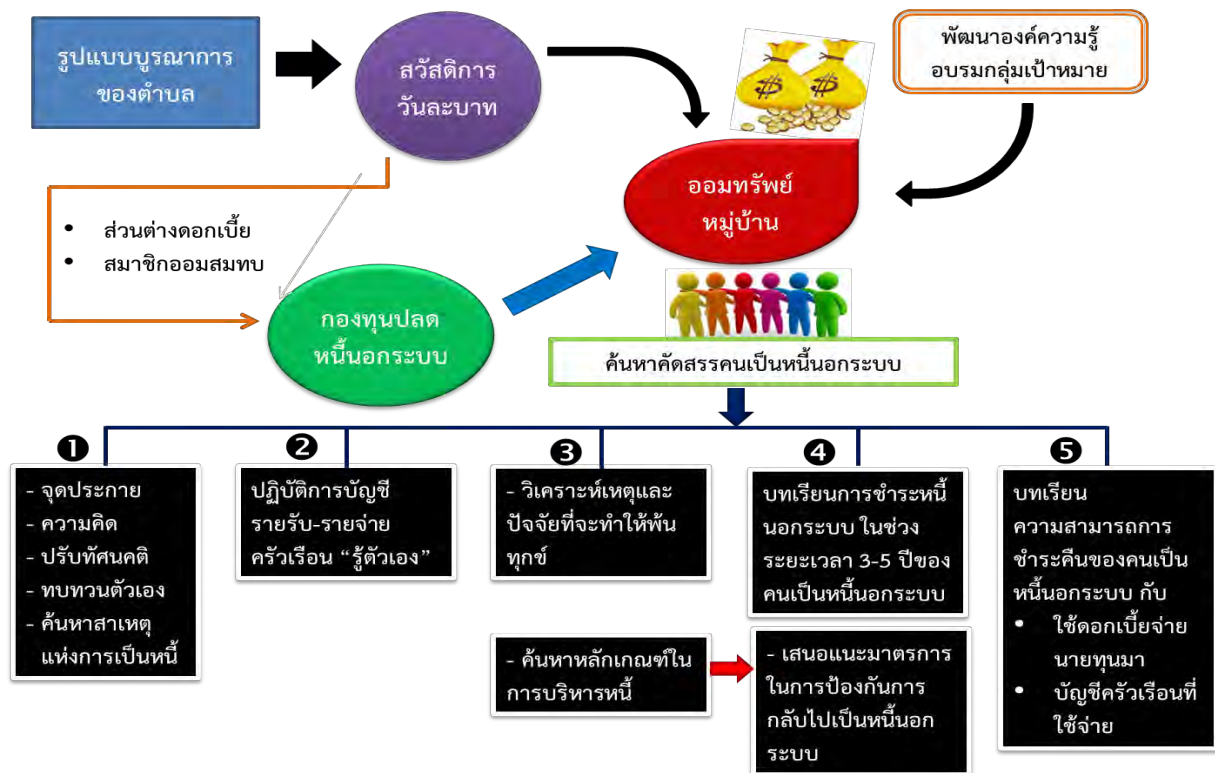 รูปแบบบูรณาการ
ของตำบล
สวัสดิการ
วันละบาท
พัฒนาองค์ความรู้
อบรมกลุ่มเป้าหมาย
ออมทรัพย์
หมู่บ้าน
• ส่วนต่างดอกเบี้ย
• สมาชิกออมสมทบ
กองทุนปลด
หนี้นอกระบบ
ค้นหาคัดสรรคนเป็นหนี้นอกระบบ
❶
- จุดประกาย
- ความคิด
- ปรับทัศนคติ
- ทบทวนตัวเอง
- ค้นหาสาเหตุ
แห่งการเป็นหนี้
❷
ปฏิบัติการบัญชี
รายรับ-รายจ่าย
ครัวเรือน “รู้ตัวเอง”
❸
- วิเคราะห์เหตุและ
ปัจจัยที่จะทำให้พ้น
ทุกข์
❹
บทเรียนการชำระหนี้
นอกระบบ ในช่วง
ระยะเวลา 3-5 ปีของ
คนเป็นหนี้นอกระบบ
❺
บทเรียน
ความสามารถการ
ชำระคืนของคนเป็น
หนี้นอกระบบ กับ
• ใช้ดอกเบี้ยจ่าย
นายทุนมา
• บัญชีครัวเรือนที่
ใช้จ่าย
- ค้นหาหลักเกณฑ์ใน
การบริหารหนี้
- เสนอแนะมาตรการ
ในการป้องกันการ
กลับไปเป็นหนี้นอก
ระบบ